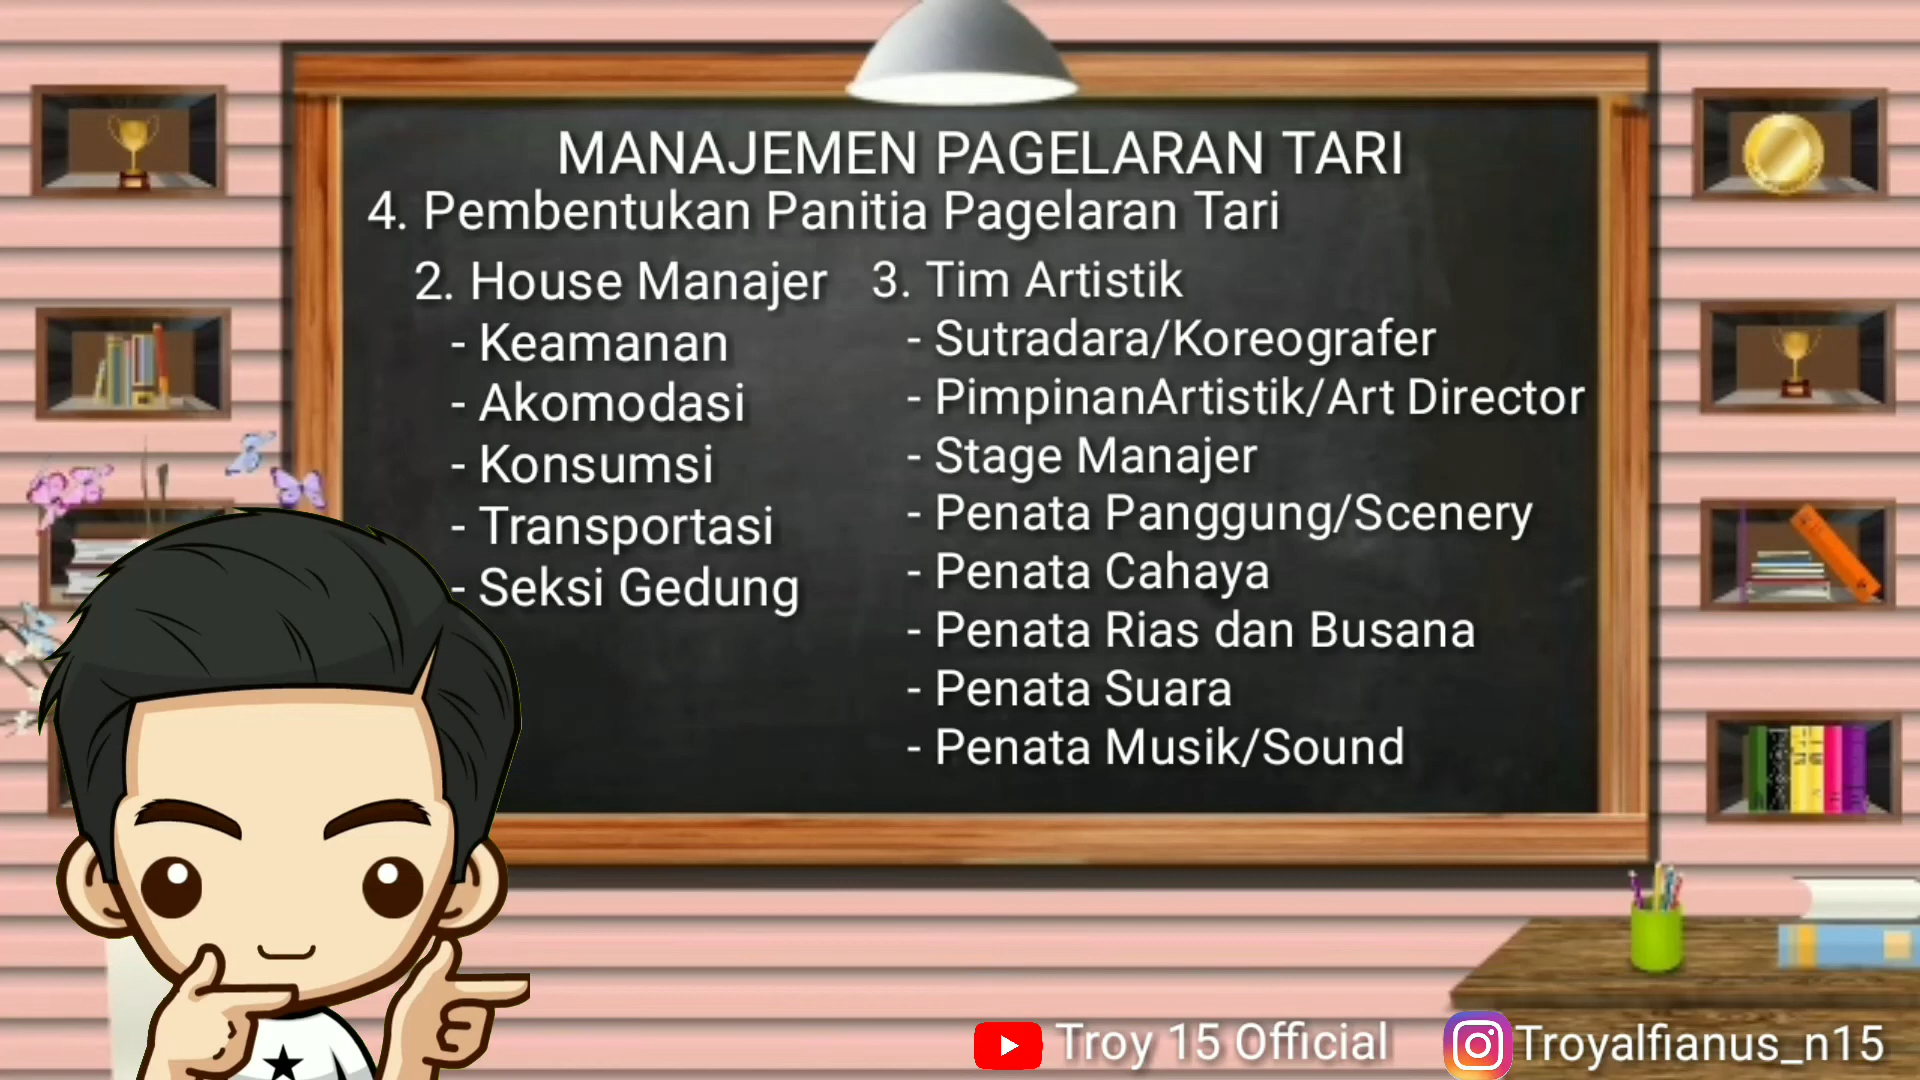 MANAJEMEN PAGELARAN TARI
4. Pembentukan Panitia Pagelaran Tari
2. House Manajer
- Keamanan
- Akomodasi
- Konsumsi
- Transportasi
- Seksi Gedung
3. Tim Artistik
- Sutradara/Koreografer
- PimpinanArtistik/Art Director
- Stage Manajer
- Penata Panggung/Scenery
- Penata Cahaya
- Penata Rias dan Busana
- Penata Suara
- Penata Musik/Sound
Troy 15 Official
Troyalfianus_n15